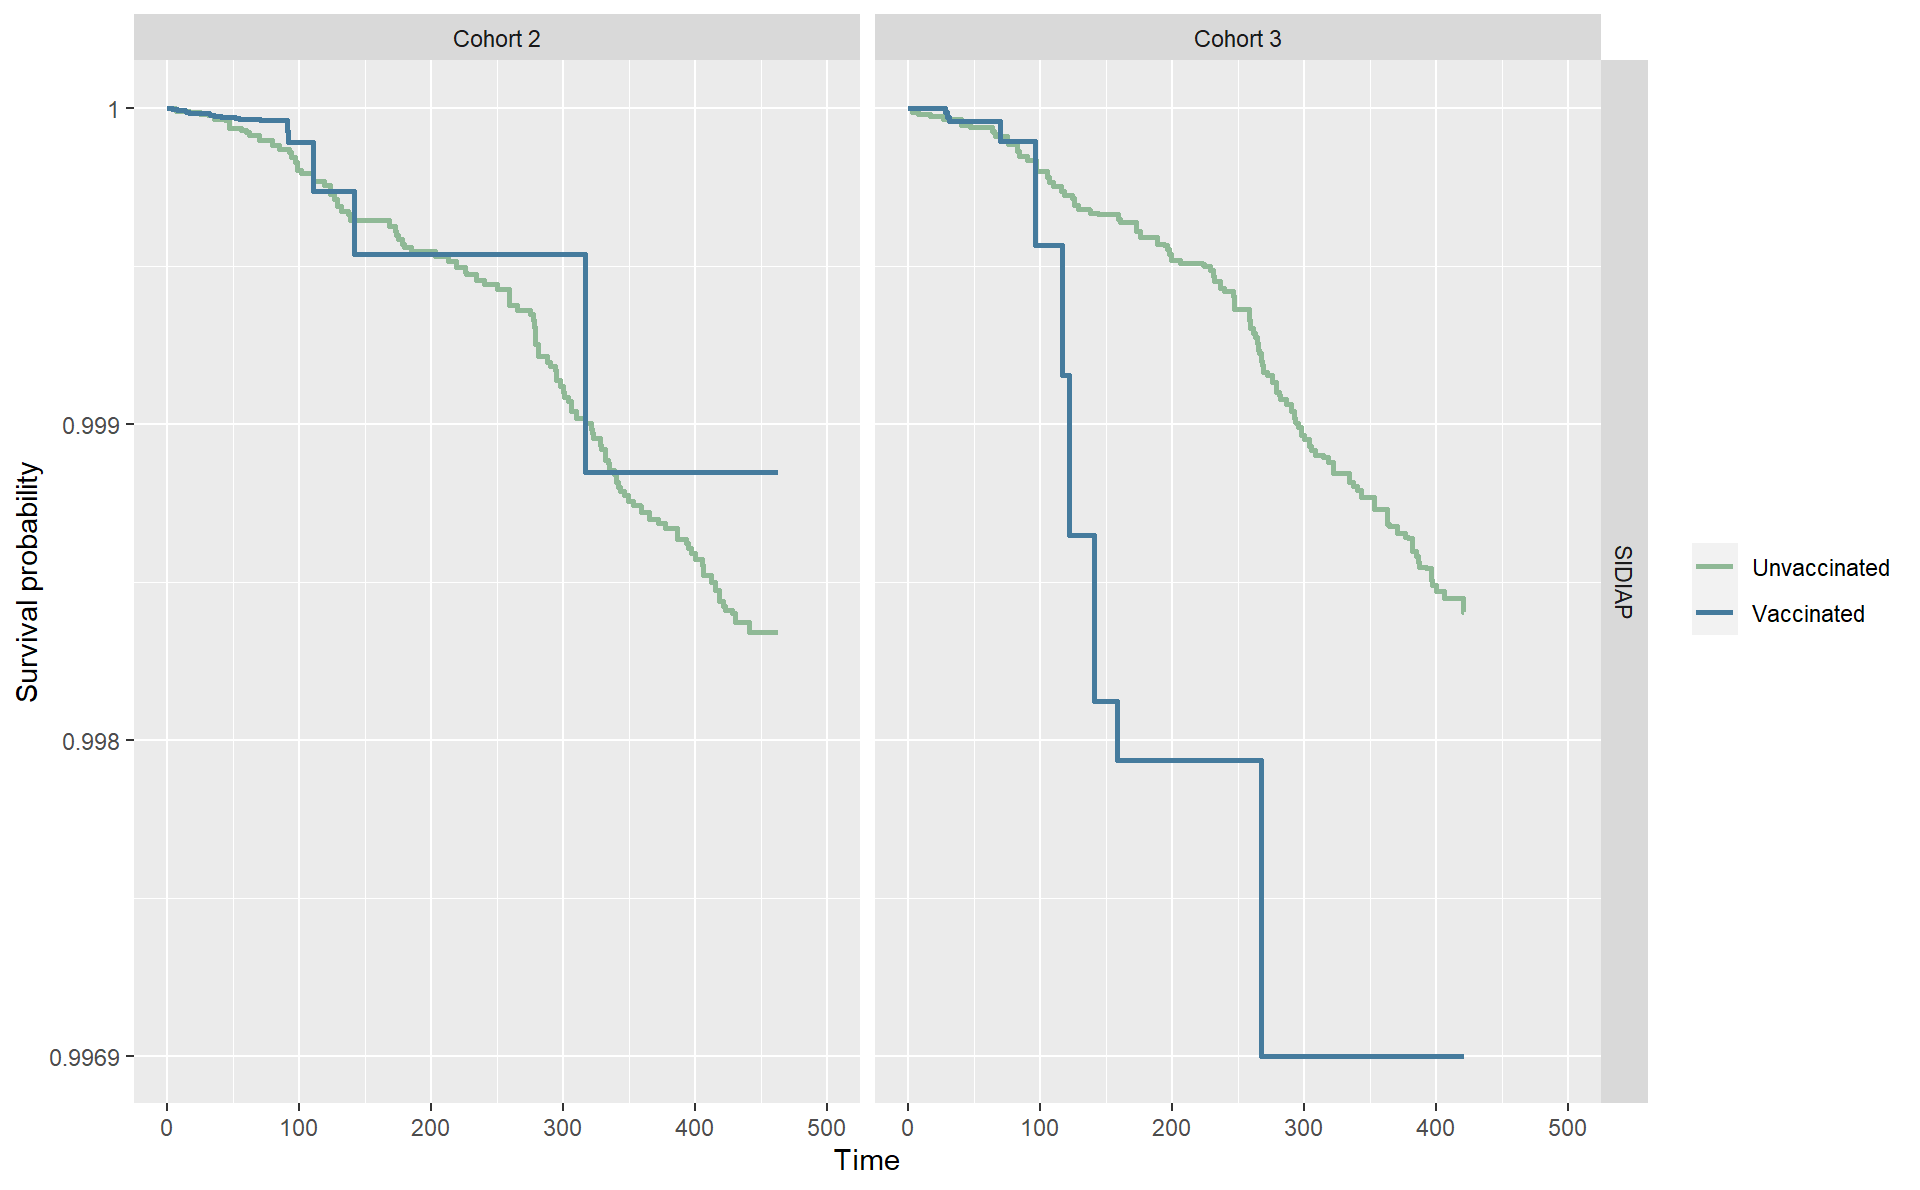 Cohort 2
Cohort 3
1
0.999
0.998
0.9969
Survival probability
0 100 200 300 400 500
0 100 200 300 400 500
Time
SIDIAP
Unvaccinated
Vaccinated